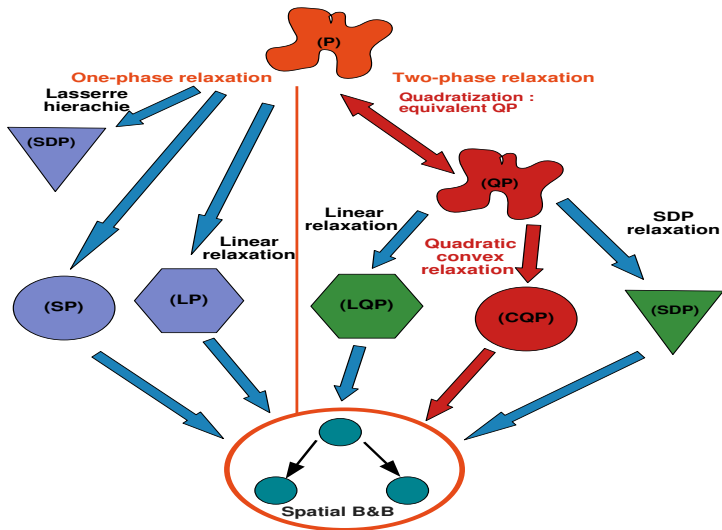 (P)
One-phase relaxation
Two-phase relaxation
Lasserre
hierachie
Quadratization :
equivalent QP
(SDP)
(QP)
Linear
relaxation
Linear
relaxation
Quadratic
convex
relaxation
SDP
relaxation
(SP)
(LP)
(LQP)
(CQP)
(SDP)
Spatial B&B